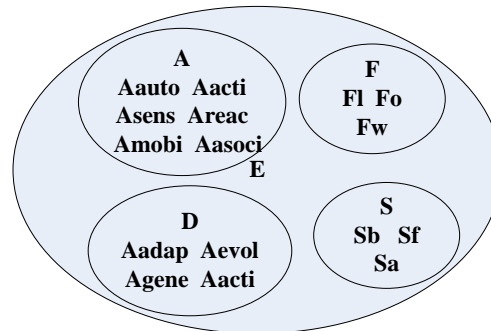 A
Aauto Aacti
Asens Areac
Amobi Aasoci
F
Fl Fo
Fw
E
D
Aadap Aevol
Agene Aacti
S
Sb Sf
Sa